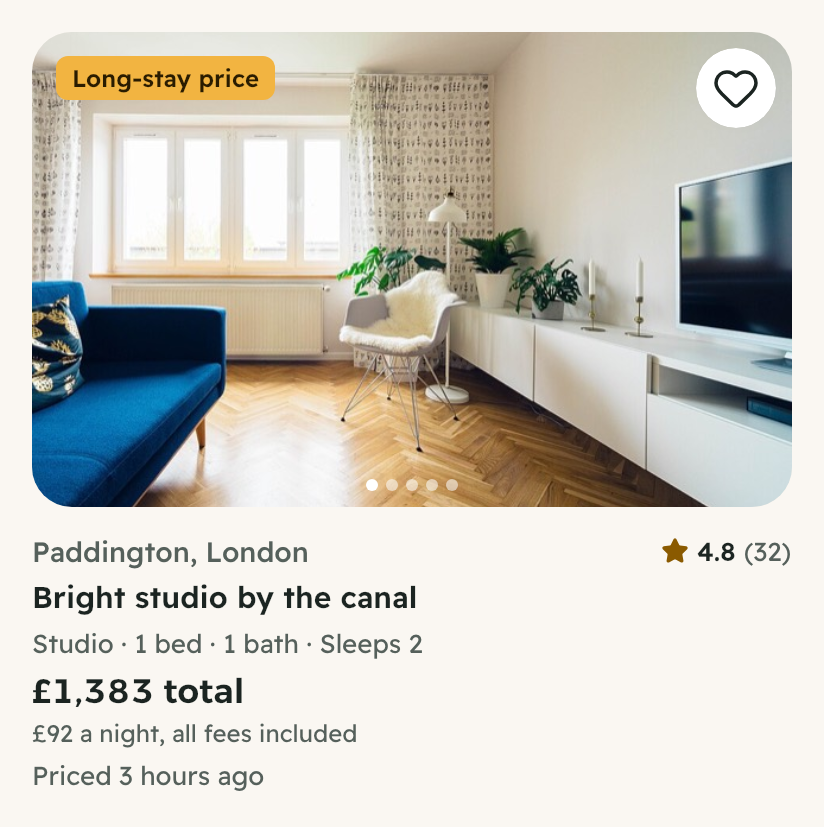 Long-stay price
Paddington, London
4.8 (32)
Bright studio by the canal
Studio · 1 bed · 1 bath · Sleeps 2
£1,383 total
£92 a night, all fees included
Priced 3 hours ago